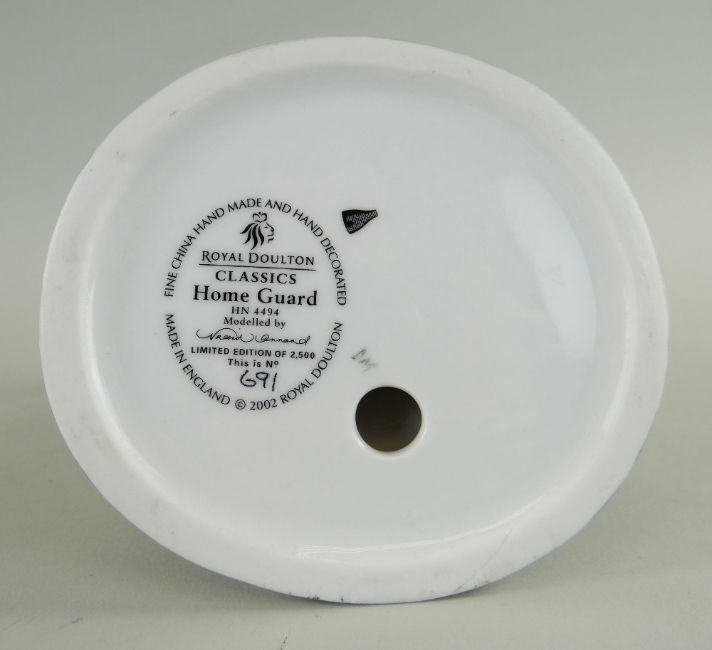 FINE CHINA HAND MADE AND HAND DECORATED
ROYAL DOULTON
CLASSICS
Home Guard
HN 4494
Modelled by
LIMITED EDITION OF 2,500
This is Nº
691
MADE IN ENGLAND © 2002 ROYAL DOULTON